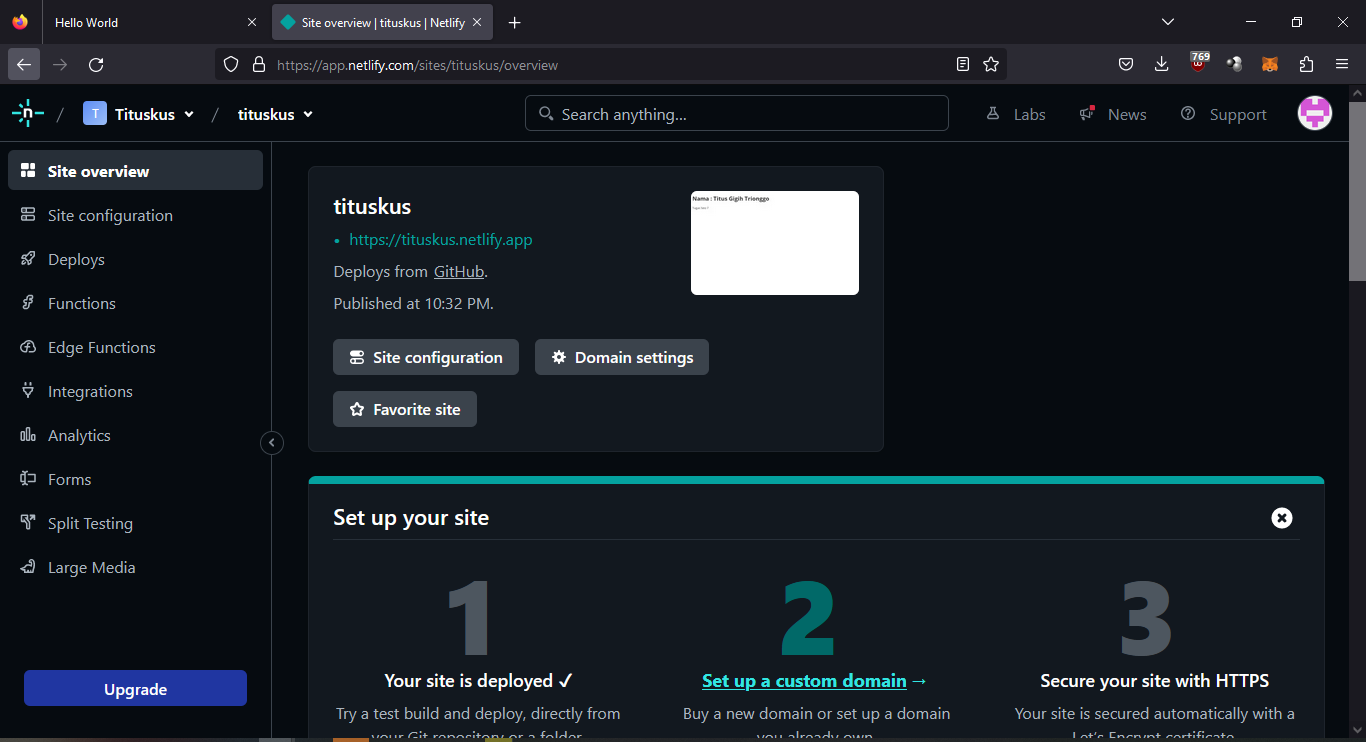 Hello World
Site overview | tituskus | Netlify
https://app.netlify.com/sites/tituskus/overview
769
n / T Tituskus / tituskus
Search anything...
Labs
News
Support
Site overview
Site configuration
Deploys
Functions
Edge Functions
Integrations
Analytics
Forms
Split Testing
Large Media
Upgrade
tituskus
https://tituskus.netlify.app
Deploys from GitHub.
Published at 10:32 PM.
Nama : Titus Gigih Trionggo
Site configuration
Domain settings
Favorite site
Set up your site
1
Your site is deployed ✓
Try a test build and deploy, directly from
your Git repository or a folder
2
Set up a custom domain →
Buy a new domain or set up a domain
you already own
3
Secure your site with HTTPS
Your site is secured automatically with a
Let's Encrypt certificate